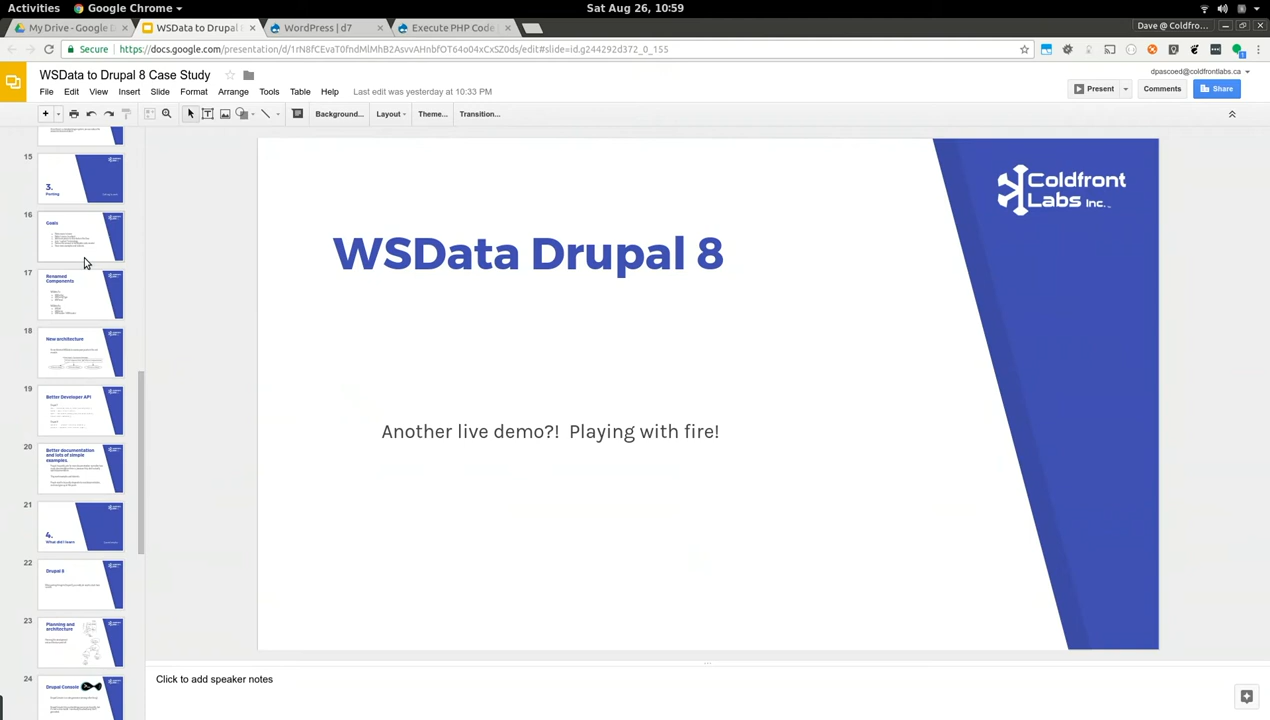 Activities
Google Chrome
Sat Aug 26, 10:59
My Drive - Google D
WSData to Drupal
WordPress | d7
Execute PHP Code
Dave @ Coldfro...
Secure
https://docs.google.com/presentation/d/1rN8fCEvaT0fndMlMhB2AsvvAHnbfOT64o04xCxSZ0ds/edit#slide=id.g244292d372_0_155
WSData to Drupal 8 Case Study
dpascoed@coldfrontlabs.ca
File Edit View Insert Format Slide Arrange Tools Table Help
Last edit was yesterday at 10:33 PM
Present
Comments
Share
Background... Layout Theme... Transition...
15
3.
Porting
16
Goals
17
Renamed
Components
18
New architecture
19
Better Developer API
20
Better documentation
and lots of simple
examples.
21
4.
What did I learn
22
Drupal 8
23
Planning and
architecture
24
Drupal Console
Coldfront
Labs Inc.
WSData Drupal 8
Another live demo?! Playing with fire!
Click to add speaker notes